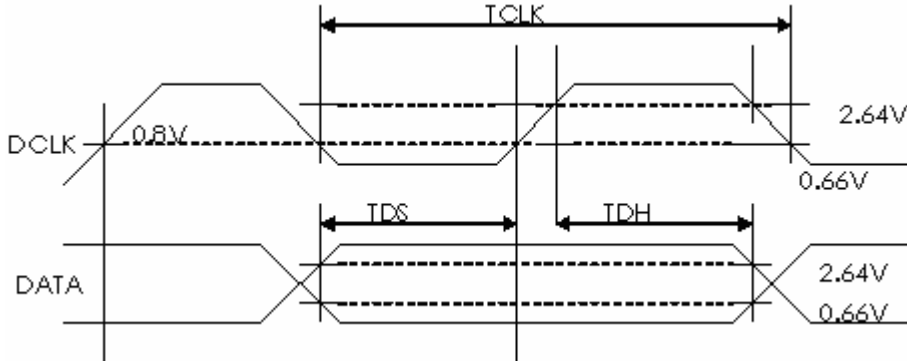 TCLK
2.64V
DCLK
0.8V
0.66V
TDS
TDH
2.64V
DATA
0.66V